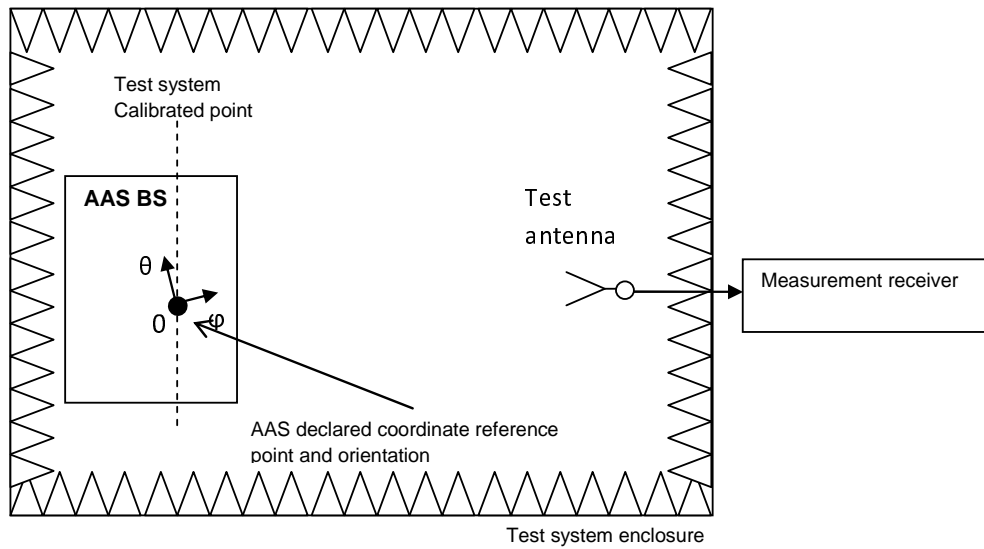 Test system
Calibrated point
AAS BS
Test
antenna
θ
Measurement receiver
0
φ
AAS declared coordinate reference
point and orientation
Test system enclosure